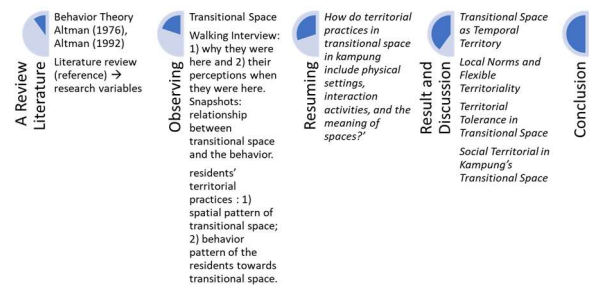 A Review
Literature
Behavior Theory
Altman (1976),
Altman (1992)
Literature review
(reference) →
research variables
Observing
Transitional Space
Walking Interview:
1) why they were
here and 2) their
perceptions when
they were here.
Snapshots:
relationship
between
transitional space
and the behavior.
residents’
territorial
practices : 1)
spatial pattern of
transitional space;
2) behavior
pattern of the
residents towards
transitional space.
Resuming
How do territorial
practices in
transitional space
in kampung
include physical
settings,
interaction
activities, and the
meaning of
spaces?’
Result and
Discussion
Transitional Space
as Temporal
Territory
Local Norms and
Flexible
Territoriality
Territorial
Tolerance in
Transitional Space
Social Territorial in
Kampung’s
Transitional Space
Conclusion